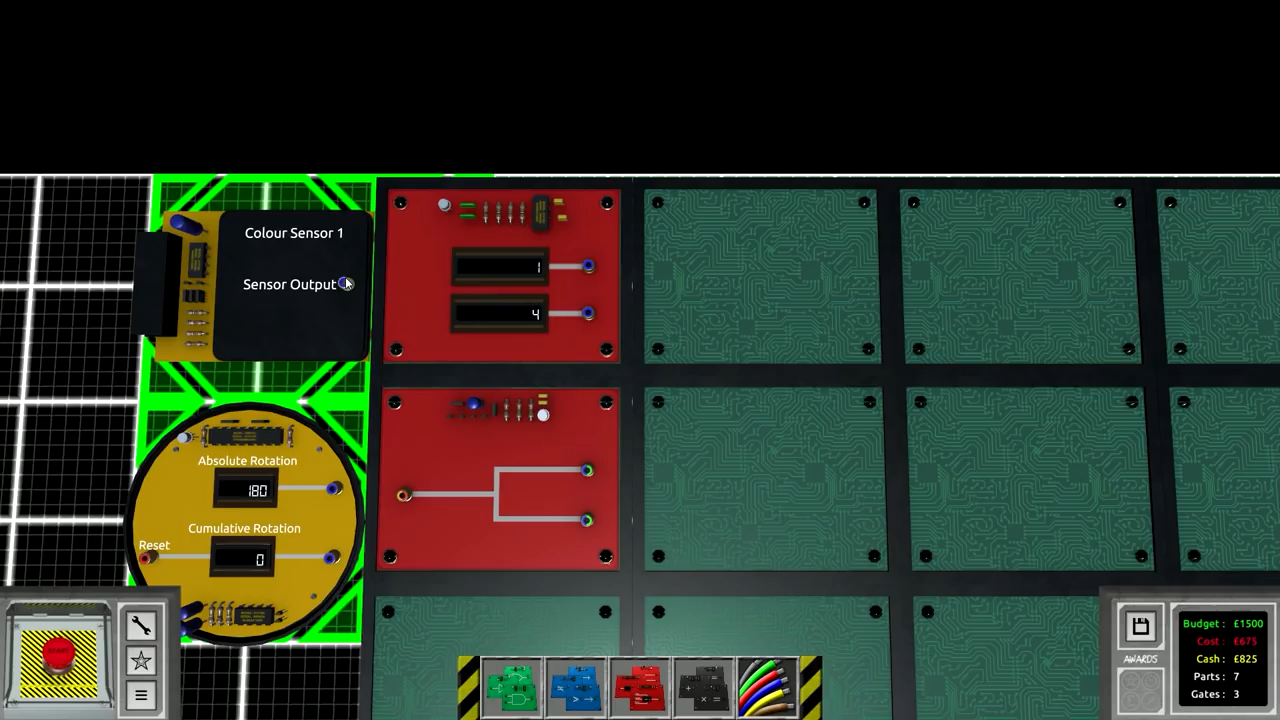 Colour Sensor 1
Sensor Output
1
4
Absolute Rotation
180
Cumulative Rotation
Reset
0
START
AWARDS
Budget : £1500
Cost : £675
Cash : £825
Parts : 7
Gates : 3